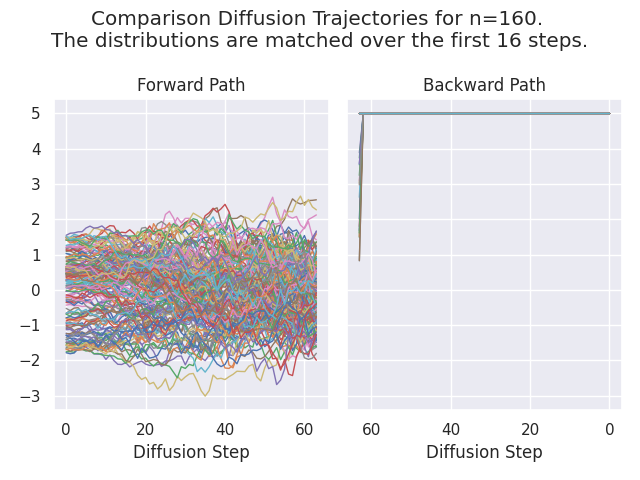 Comparison Diffusion Trajectories for n=160.
The distributions are matched over the first 16 steps.
Forward Path
Backward Path
5
4
3
2
1
0
−1
−2
−3
0 20 40 60
60 40 20 0
Diffusion Step
Diffusion Step